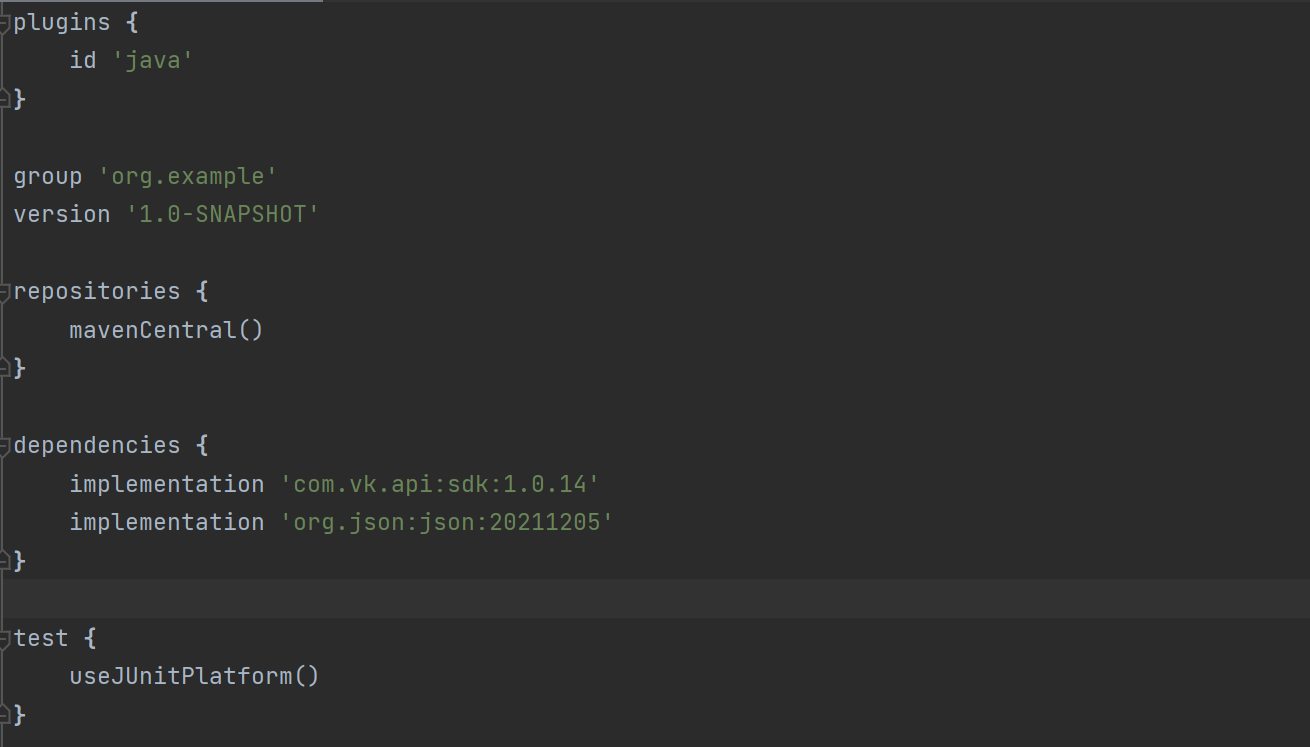 plugins {
    id 'java'
}
group 'org.example'
version '1.0-SNAPSHOT'
repositories {
    mavenCentral()
}
dependencies {
    implementation 'com.vk.api:sdk:1.0.14'
    implementation 'org.json:json:20211205'
}
test {
    useJUnitPlatform()
}